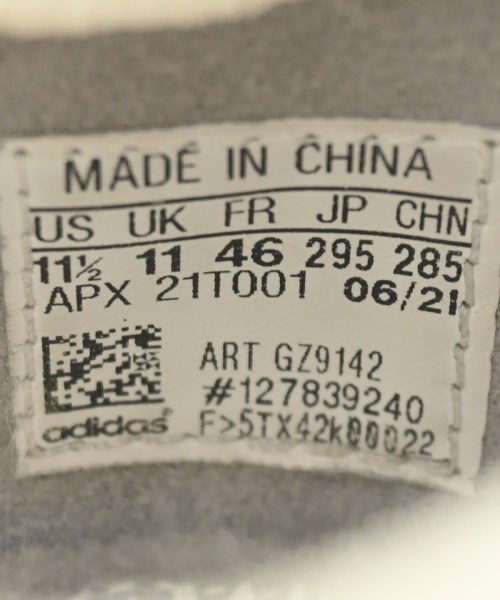 MADE IN CHINA
US UK FR JP CHN
11½ 11 46 295 285
APX 21T001 06/21
ART GZ9142
#127839240
adidas®
F>5TX42k00022